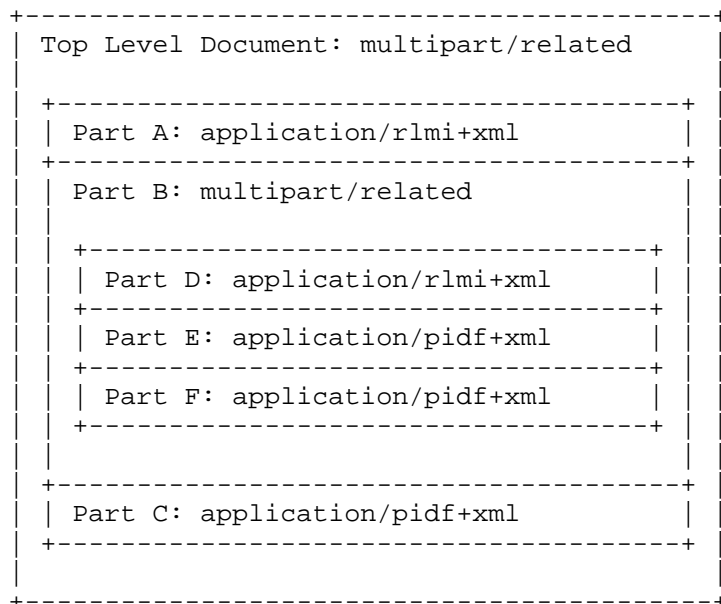 Top Level Document: multipart/related
Part A: application/rlmi+xml
Part B: multipart/related
Part D: application/rlmi+xml
Part E: application/pidf+xml
Part F: application/pidf+xml
Part C: application/pidf+xml